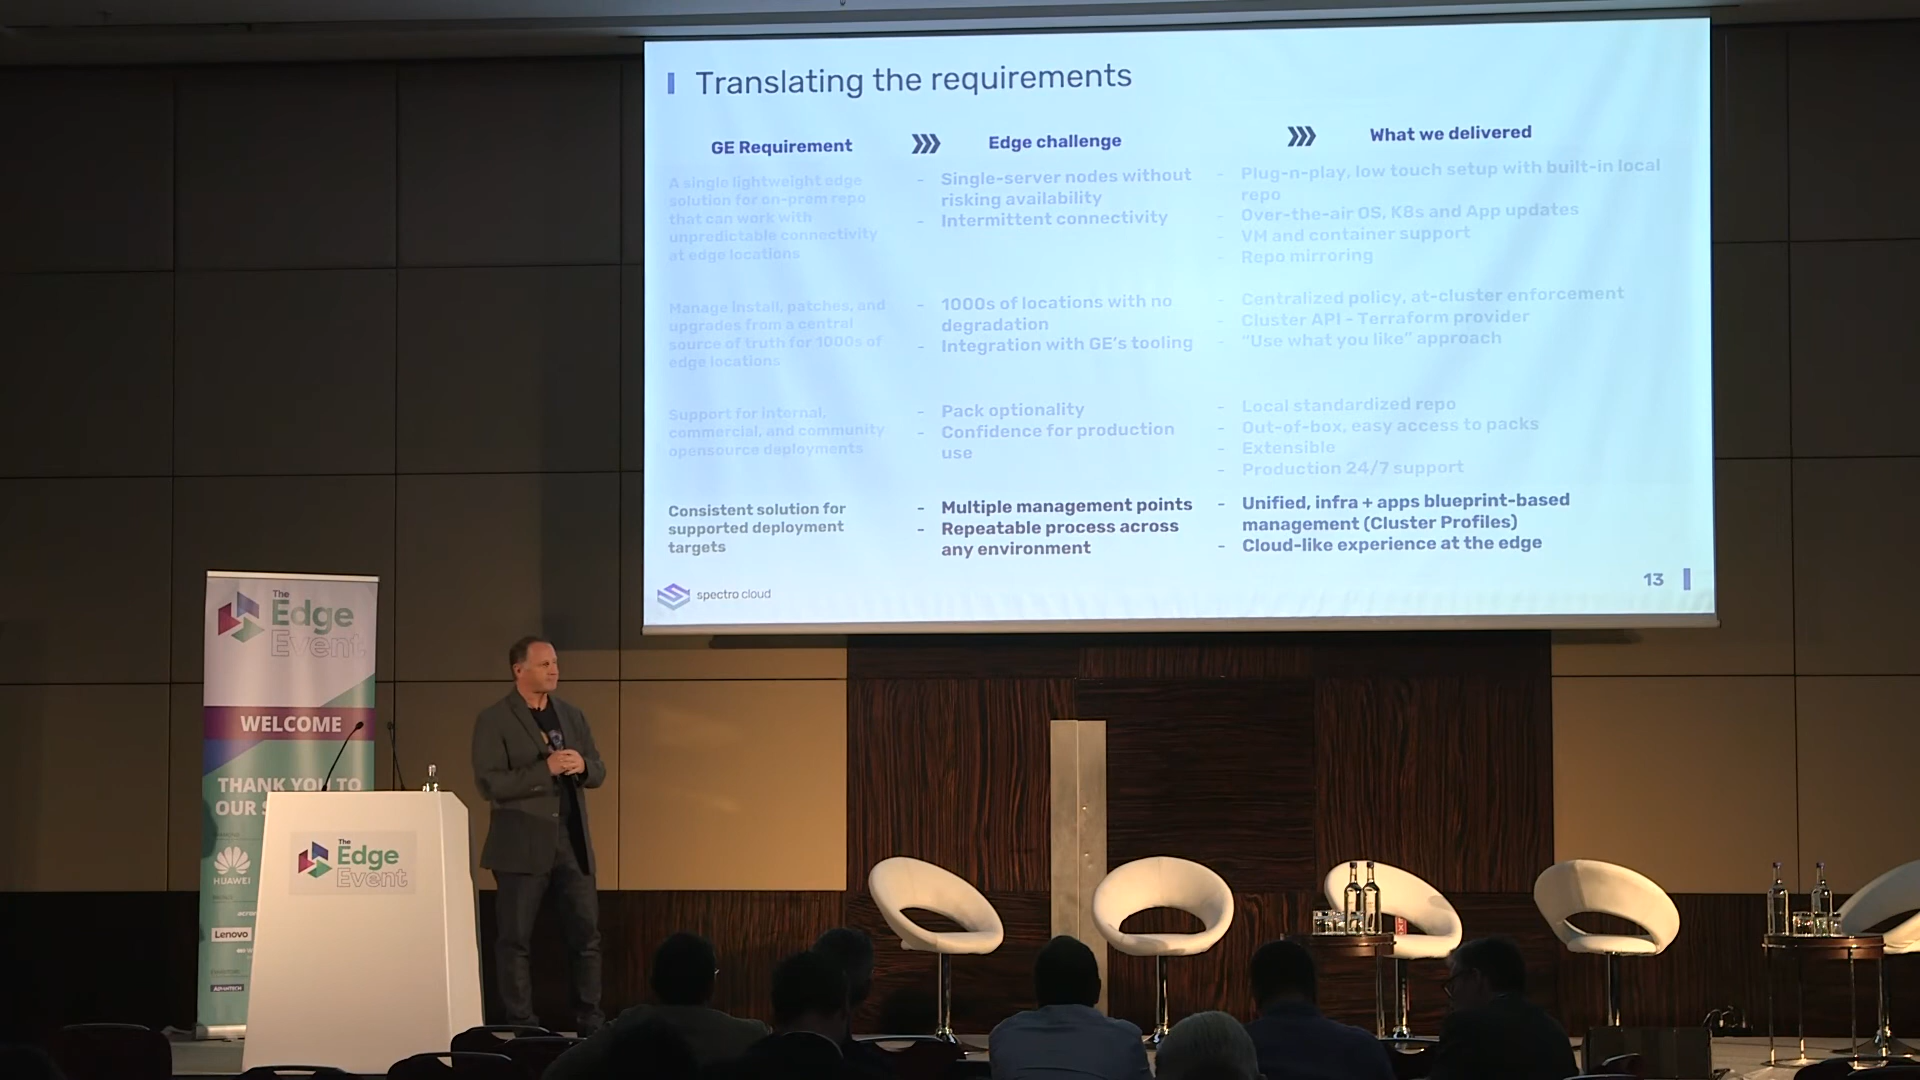 Translating the requirements
GE Requirement
Edge challenge
What we delivered
A single lightweight edge
solution for on-prem repo
that can work with
unpredictable connectivity
at edge locations
- Single-server nodes without
risking availability
- Intermittent connectivity
- Plug-n-play, low touch setup with built-in local
repo
- Over-the-air OS, K8s and App updates
- VM and container support
- Repo mirroring
Manage Install, patches, and
upgrades from a central
source of truth for 1000s of
edge locations
- 1000s of locations with no
degradation
- Integration with GE's tooling
- Centralized policy, at-cluster enforcement
- Cluster API - Terraform provider
- "Use what you like" approach
Support for internal,
commercial, and community
opensource deployments
- Pack optionality
- Confidence for production
use
- Local standardized repo
- Out-of-box, easy access to packs
- Extensible
- Production 24/7 support
Consistent solution for
supported deployment
targets
- Multiple management points
- Repeatable process across
any environment
- Unified, infra + apps blueprint-based
management (Cluster Profiles)
- Cloud-like experience at the edge
spectro cloud
13
The
Edge
Event
WELCOME
THANK YOU TO
OUR
HUAWEI
Lenovo
ADVANTECH
The
Edge
Event